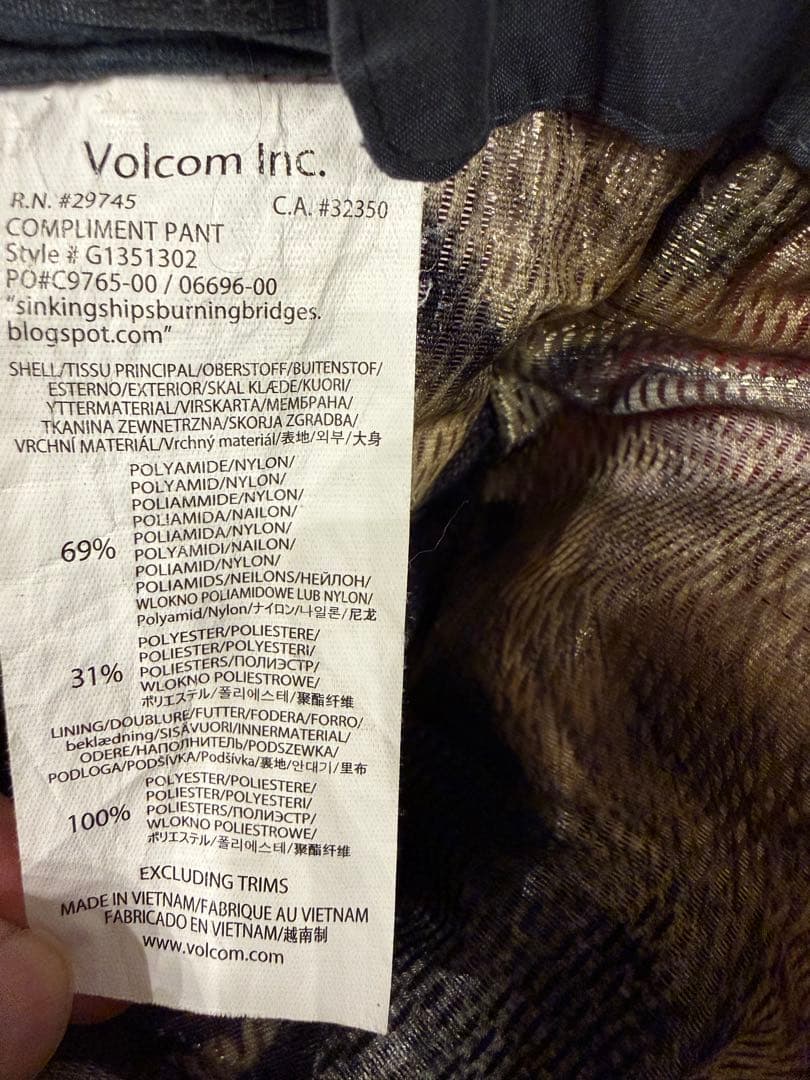 Volcom Inc.
R.N. #29745 C.A. #32350
COMPLIMENT PANT
Style # G1351302
PO#C9765-00 / 06696-00
"sinkingshipsburningbridges.
blogspot.com"
SHELL/TISSU PRINCIPAL/OBERSTOFF/BUITENSTOF/
ESTERNO/EXTERIOR/SKAL KLÆDE/KUORI/
YTTERMATERIAL/VIRSKARTA/МЕМБРАНА/
TKANINA ZEWNETRZNA/SKORJA ZGRADBA/
VRCHNÍ MATERIÁL/Vrchný materiál/表地/외부/大身
POLYAMIDE/NYLON/
POLYAMID/NYLON/
POLIAMMIDE/NYLON/
POLIAMIDA/NAILON/
POLIAMIDA/NYLON/
69% POLYAMIDI/NAILON/
POLIAMID/NYLON/
POLIAMIDS/NEILONS/НЕЙЛОН/
WLOKNO POLIAMIDOWE LUB NYLON/
Polyamid/Nylon/ナイロン/나일론/尼龙
POLYESTER/POLIESTERE/
POLIESTER/POLYESTERI/
31% POLIESTERS/ПОЛИЭСТР/
WLOKNO POLIESTROWE/
ポリエステル/폴리에스테/聚酯纤维
LINING/DOUBLURE/FUTTER/FODERA/FORRO/
beklædning/SISÄVUORI/INNERMATERIAL/
ODERE/НАПОЛНИТЕЛЬ/PODSZEWKA/
PODLOGA/PODŠÍVKA/Podšívka/裏地/안대기/里布
POLYESTER/POLIESTERE/
POLIESTER/POLYESTERI/
100% POLIESTERS/ПОЛИЭСТР/
WLOKNO POLIESTROWE/
ポリエステル/폴리에스테/聚酯纤维
EXCLUDING TRIMS
MADE IN VIETNAM/FABRIQUE AU VIETNAM
FABRICADO EN VIETNAM/越南制
www.volcom.com